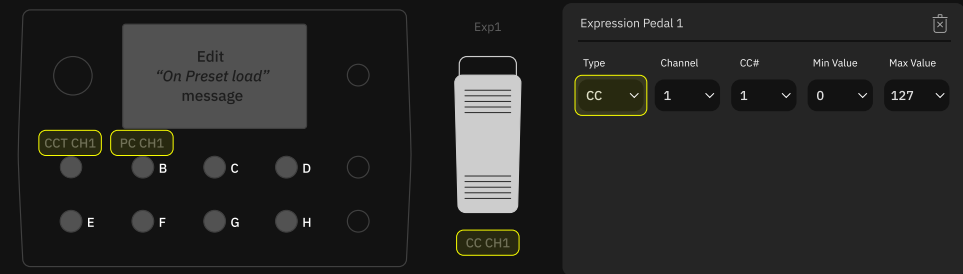 Edit
“On Preset load”
message
CCT CH1
PC CH1
B
C
D
E
F
G
H
Exp1
CC CH1
Expression Pedal 1
Type
Channel
CC#
Min Value
Max Value
CC
1
1
0
127